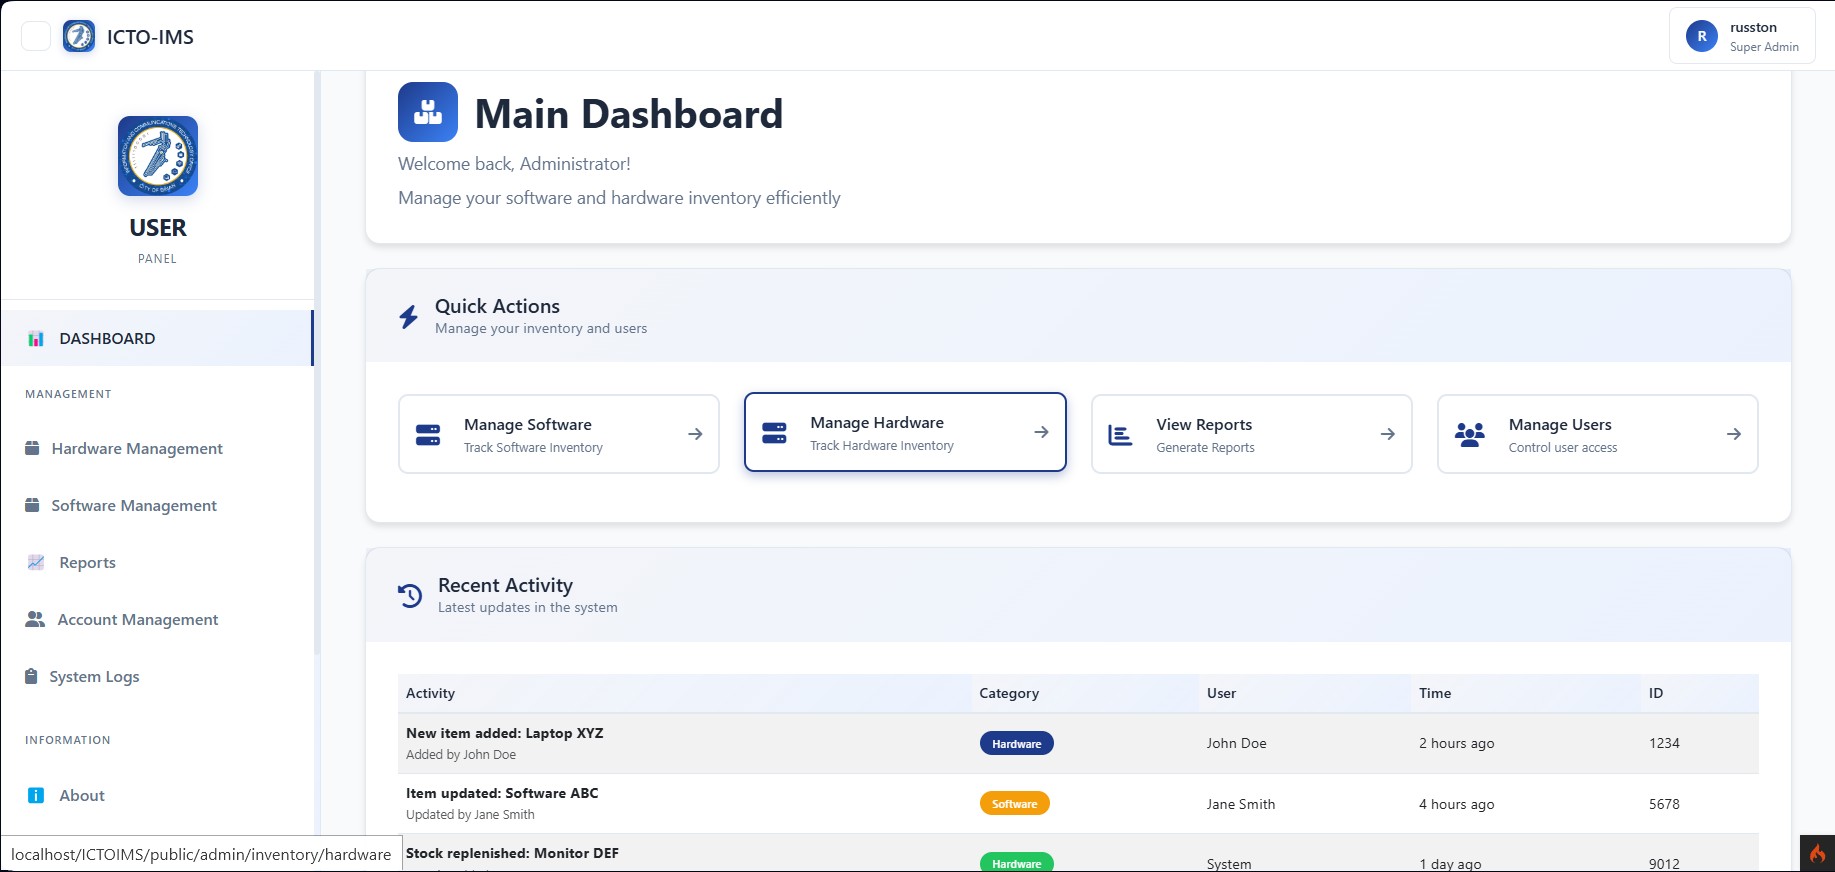 ICTO-IMS
R
russton
Super Admin
USER
PANEL
DASHBOARD
MANAGEMENT
Hardware Management
Software Management
Reports
Account Management
System Logs
INFORMATION
About
Main Dashboard
Welcome back, Administrator!
Manage your software and hardware inventory efficiently
Quick Actions
Manage your inventory and users
Manage Software
Track Software Inventory
Manage Hardware
Track Hardware Inventory
View Reports
Generate Reports
Manage Users
Control user access
Recent Activity
Latest updates in the system
Activity Category User Time ID
New item added: Laptop XYZ
Added by John Doe
Hardware John Doe 2 hours ago 1234
Item updated: Software ABC
Updated by Jane Smith
Software Jane Smith 4 hours ago 5678
Stock replenished: Monitor DEF
Hardware System 1 day ago 9012
localhost/ICTOIMS/public/admin/inventory/hardware